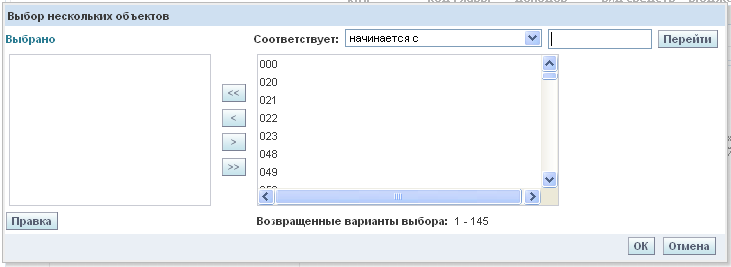 Выбор нескольких объектов
Выбрано
Соответствует: начинается с Перейти
000
020
021
022
023
048
049
<<
<
>
>>
Правка
Возвращенные варианты выбора: 1 - 145
OK Отмена